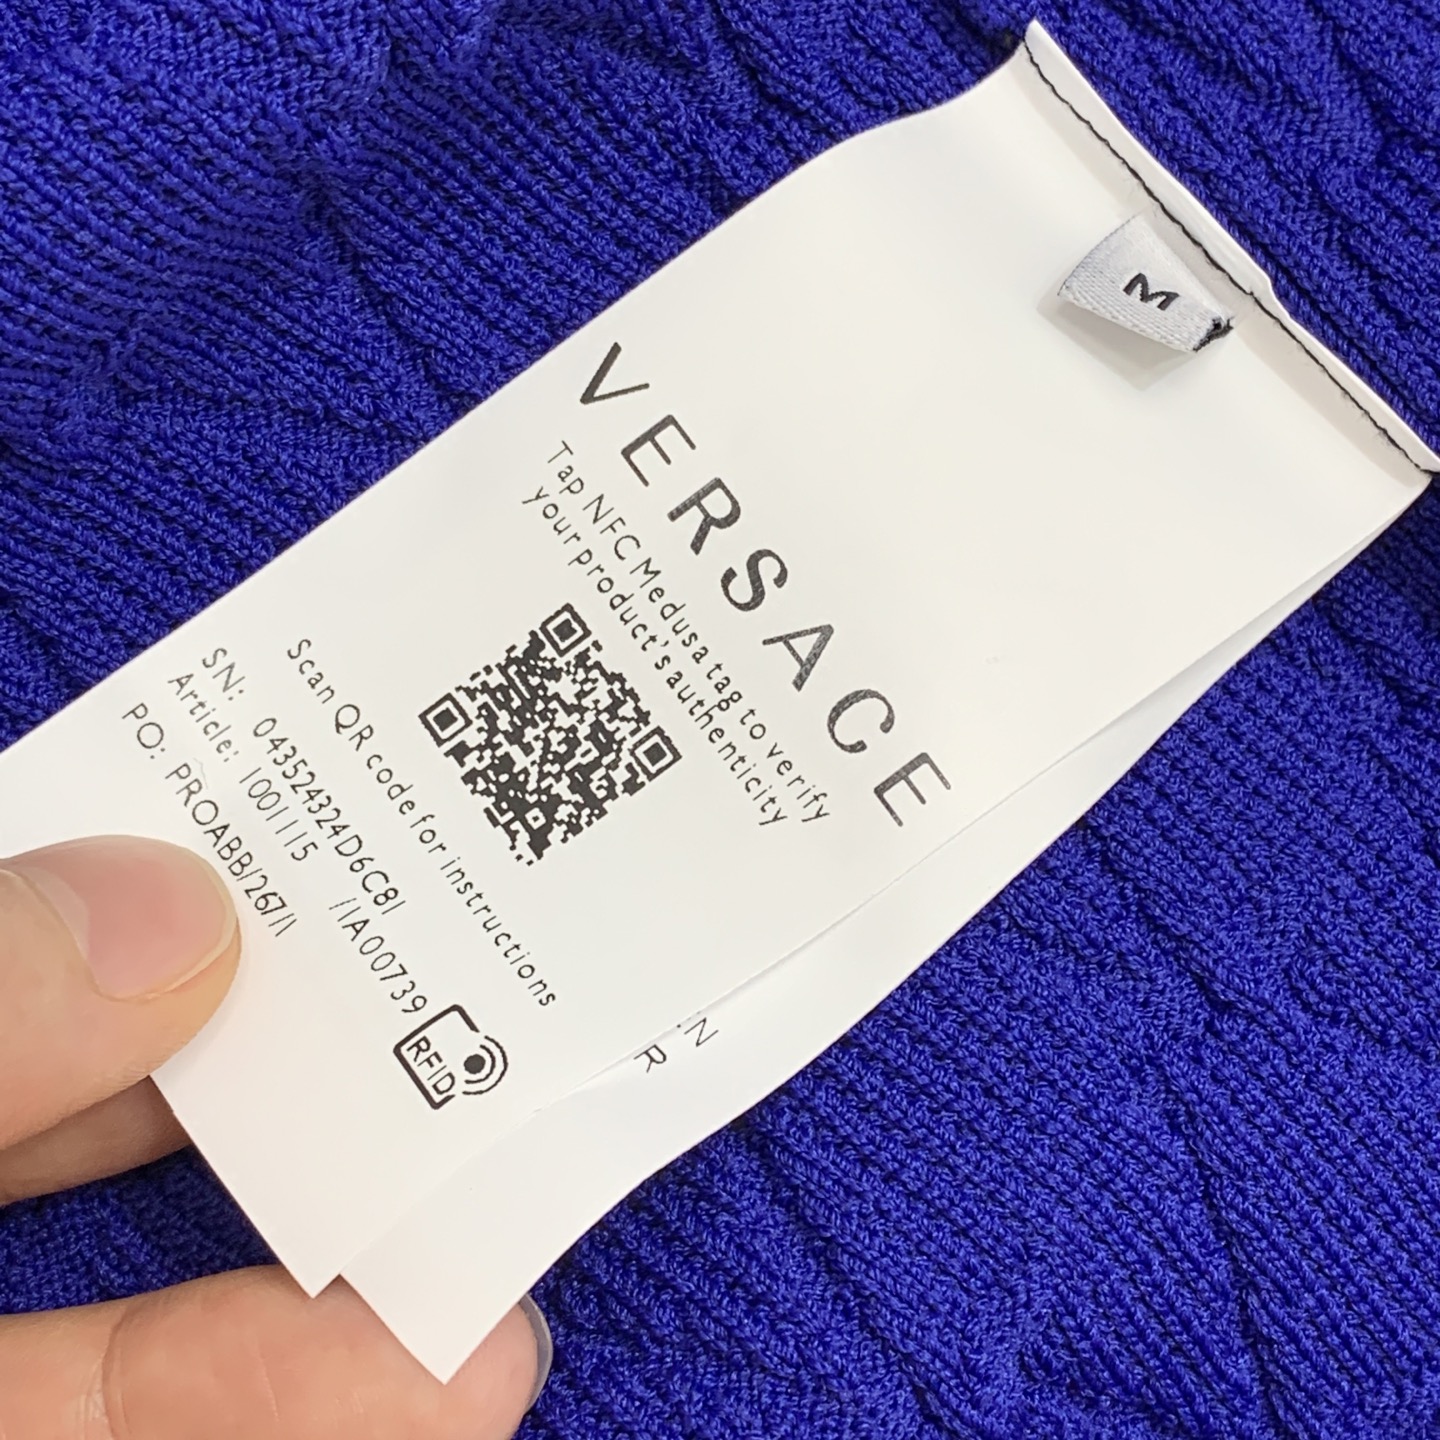 M
VERSACE
Tap NFC Medusa tag to verify
your product's authenticity
Scan QR code for instructions
SN: 043524324D6C81
Article: 1001115 /1A00739
PO: PROABB/267/1
RFID
N
R